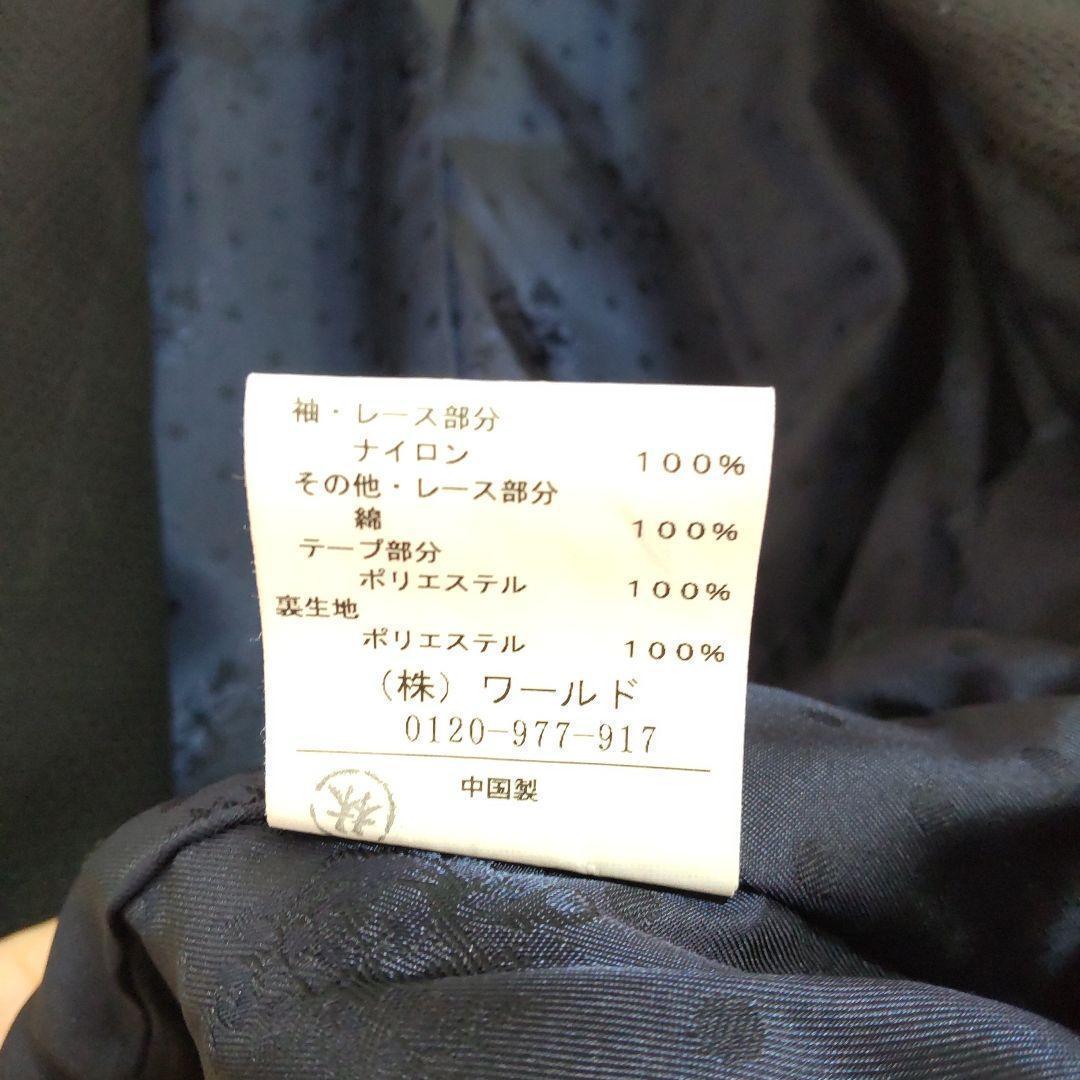 袖・レース部分
ナイロン 100%
その他・レース部分
綿 100%
テープ部分
ポリエステル 100%
裏生地
ポリエステル 100%
（株）ワールド
0120-977-917
中国製